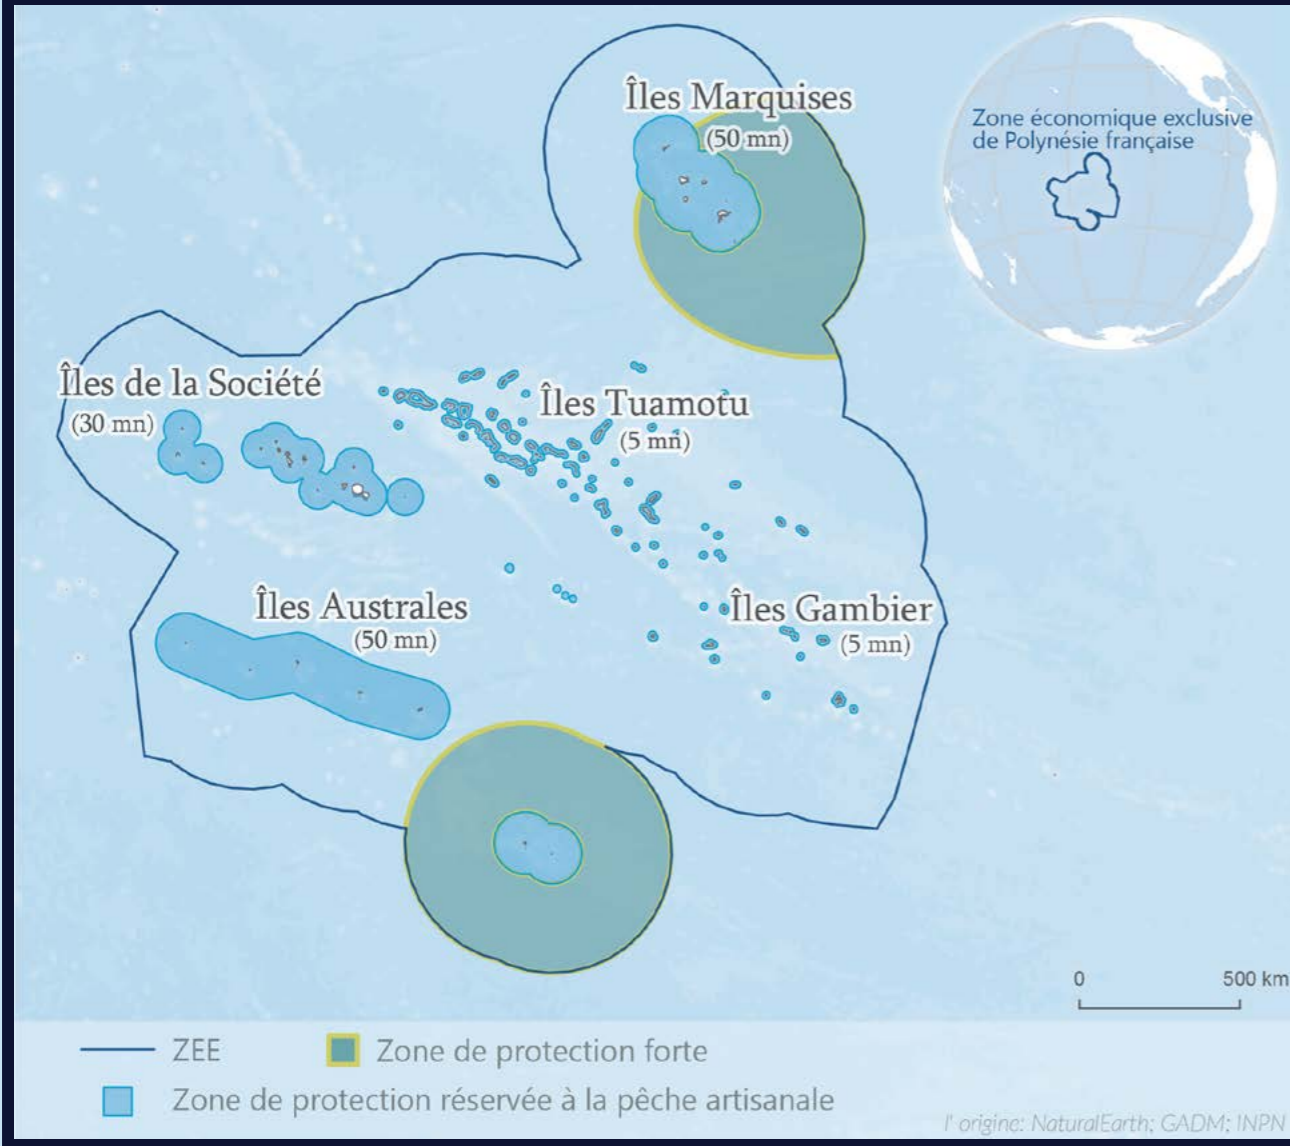 Îles Marquises
(50 mn)
Zone économique exclusive
de Polynésie française
Îles de la Société
(30 mn)
Îles Tuamotu
(5 mn)
Îles Australes
(50 mn)
Îles Gambier
(5 mn)
0 500 km
ZEE
Zone de protection forte
Zone de protection réservée à la pêche artisanale
origine: NaturalEarth; GADM; INPN